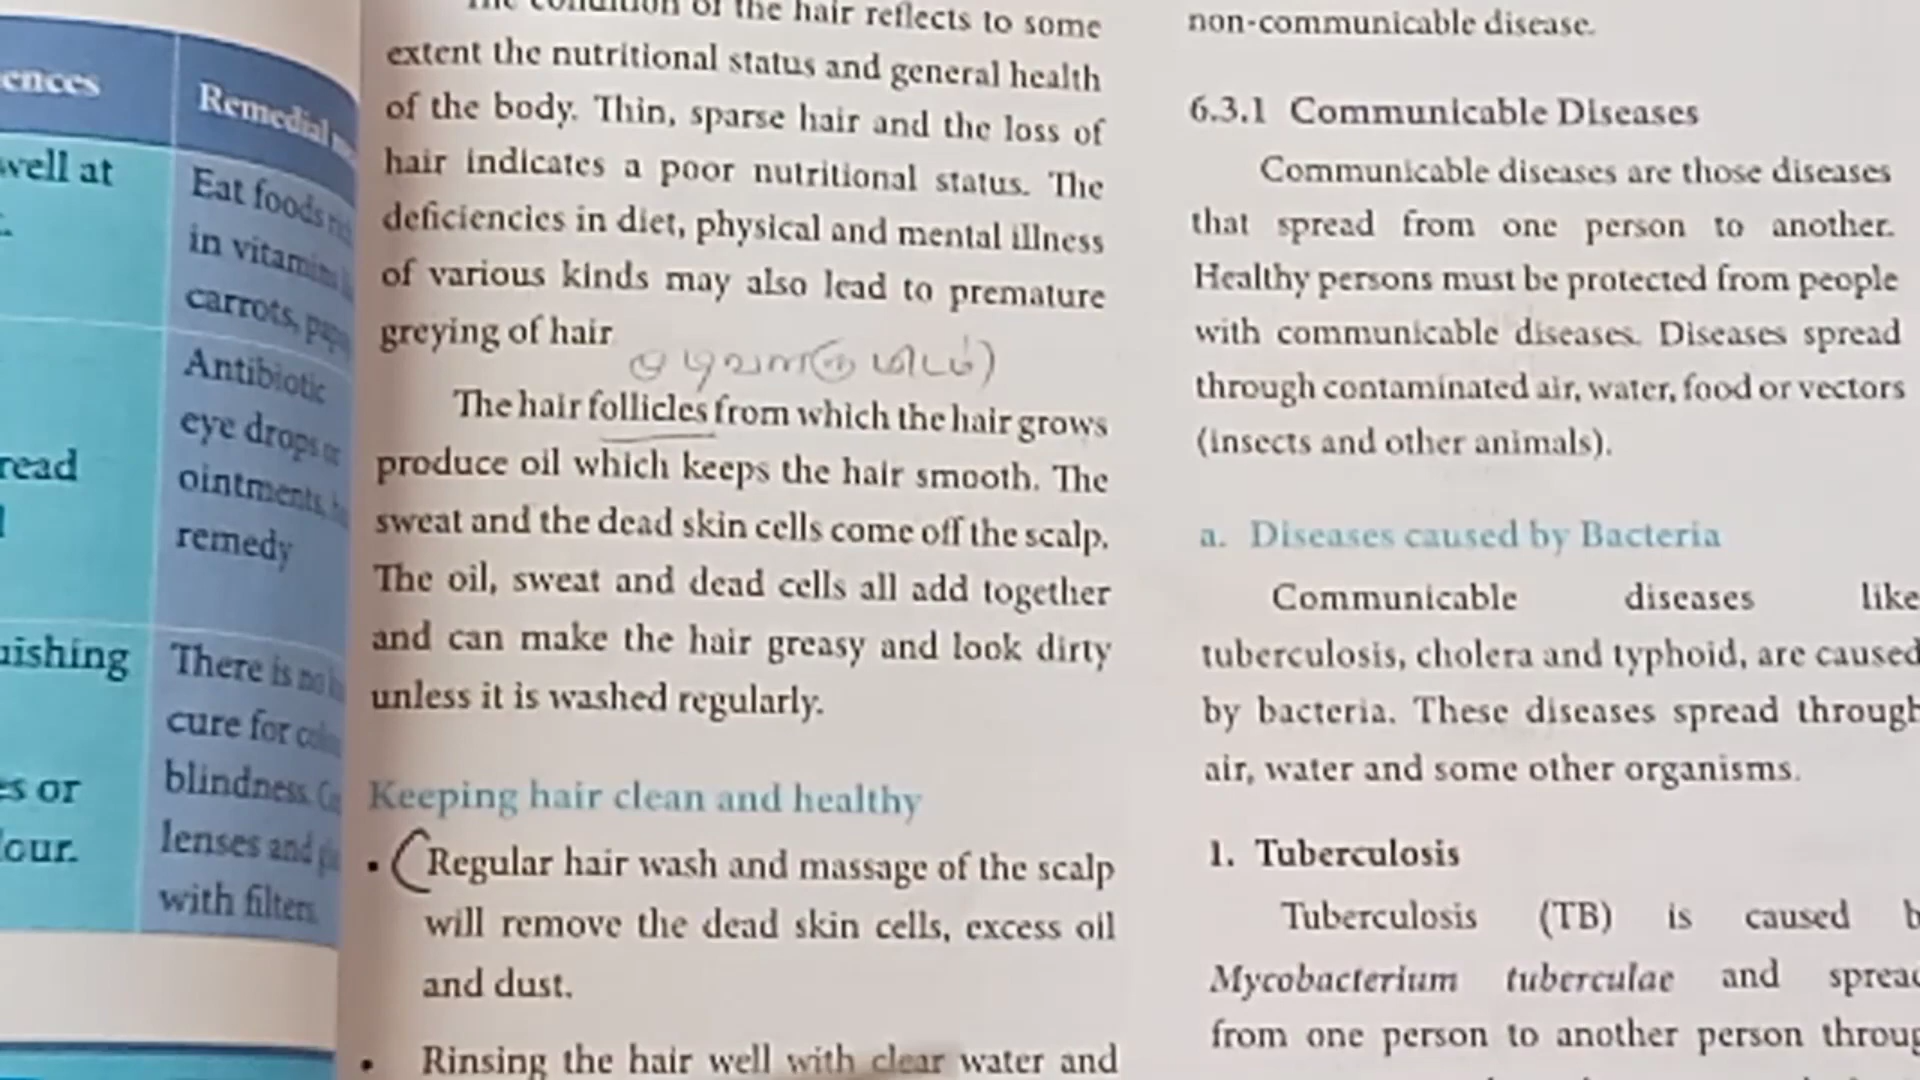 ences
Remedial
well at
Eat foods
in vitamins
carrots,
Antibiotic
eye drops or
read
ointments,
remedy
uishing
There is no
cure for
es or
blindness.
lour.
lenses and
with filters.
The condition of the hair reflects to some
extent the nutritional status and general health
of the body. Thin, sparse hair and the loss of
hair indicates a poor nutritional status. The
deficiencies in diet, physical and mental illness
of various kinds may also lead to premature
greying of hair
The hair follicles from which the hair grows
produce oil which keeps the hair smooth. The
sweat and the dead skin cells come off the scalp.
The oil, sweat and dead cells all add together
and can make the hair greasy and look dirty
unless it is washed regularly.
Keeping hair clean and healthy
• (Regular hair wash and massage of the scalp
will remove the dead skin cells, excess oil
and dust.
• Rinsing the hair well with clear water and
non-communicable disease.
6.3.1 Communicable Diseases
Communicable diseases are those diseases
that spread from one person to another.
Healthy persons must be protected from people
with communicable diseases. Diseases spread
through contaminated air, water, food or vectors
(insects and other animals).
a. Diseases caused by Bacteria
Communicable diseases like
tuberculosis, cholera and typhoid, are caused
by bacteria. These diseases spread through
air, water and some other organisms.
1. Tuberculosis
Tuberculosis (TB) is caused b
Mycobacterium tuberculae and spread
from one person to another person throug